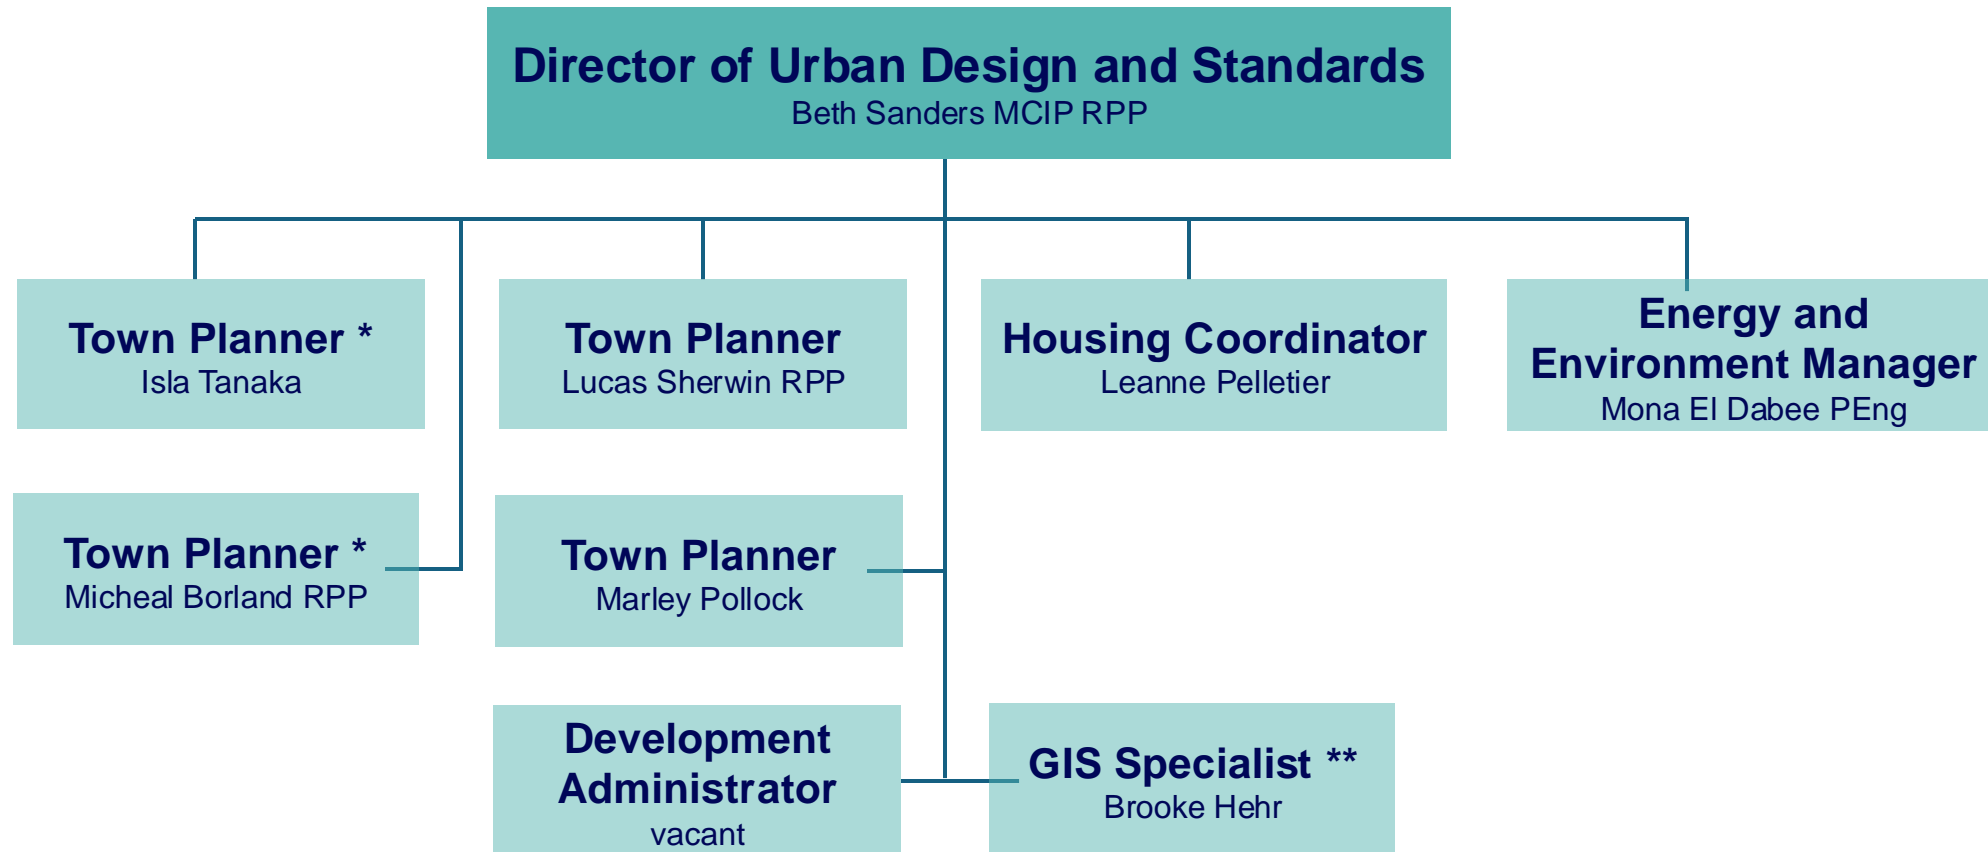 Director of Urban Design and Standards
Beth Sanders MCIP RPP
Town Planner *
Isla Tanaka
Town Planner
Lucas Sherwin RPP
Housing Coordinator
Leanne Pelletier
Energy and
Environment Manager
Mona El Dabee PEng
Town Planner *
Micheal Borland RPP
Town Planner
Marley Pollock
Development
Administrator
vacant
GIS Specialist **
Brooke Hehr